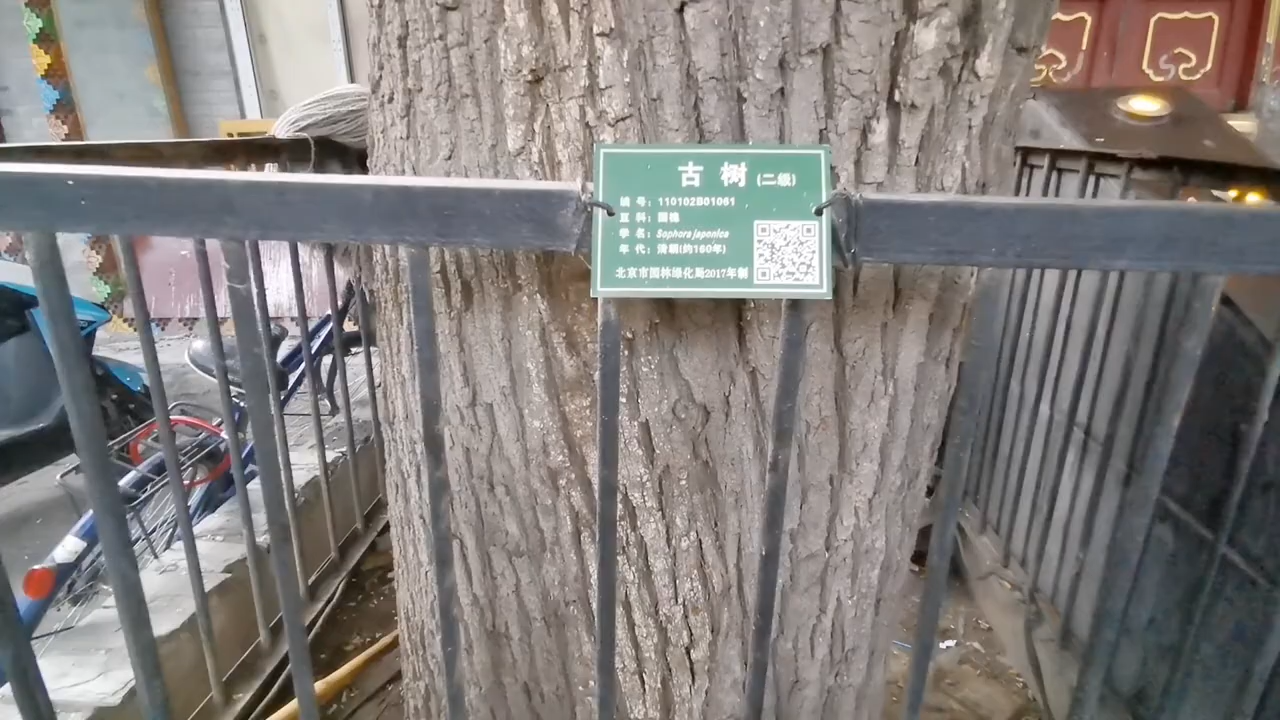 古 树 (二级)
编 号: 110102B01061
豆 科: 国槐
学 名: Sophora japonica
年 代: 清朝(约160年)
北京市园林绿化局2017年制